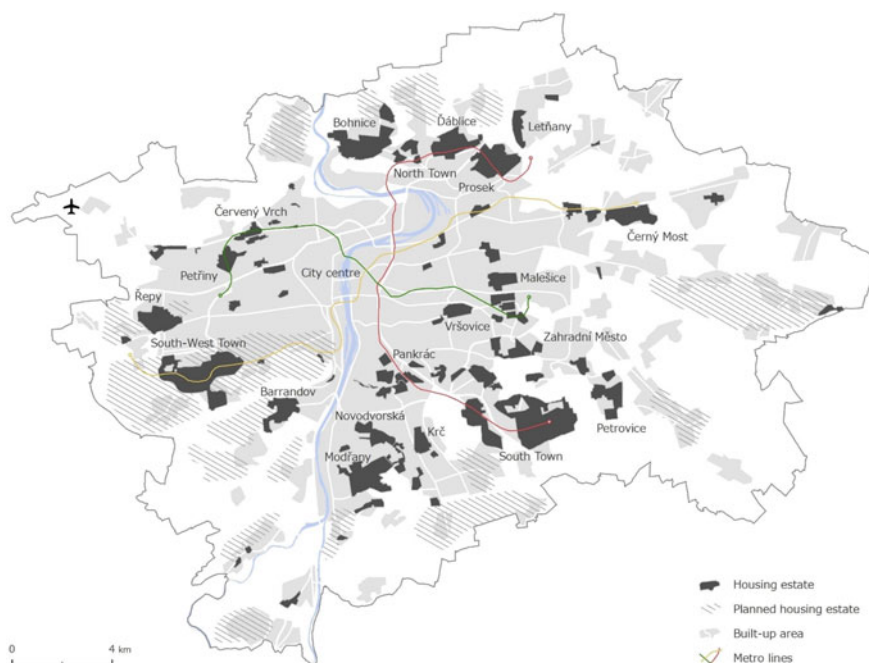 Bohnice
Ďáblice
Letňany
North Town
Prosek
Červený Vrch
Černý Most
Petřiny
City centre
Malešice
Řepy
Vršovice
South-West Town
Zahradní Město
Pankrác
Barrandov
Novodvorská
Krč
Petrovice
Modřany
South Town
Housing estate
Planned housing estate
Built-up area
Metro lines
0 4 km